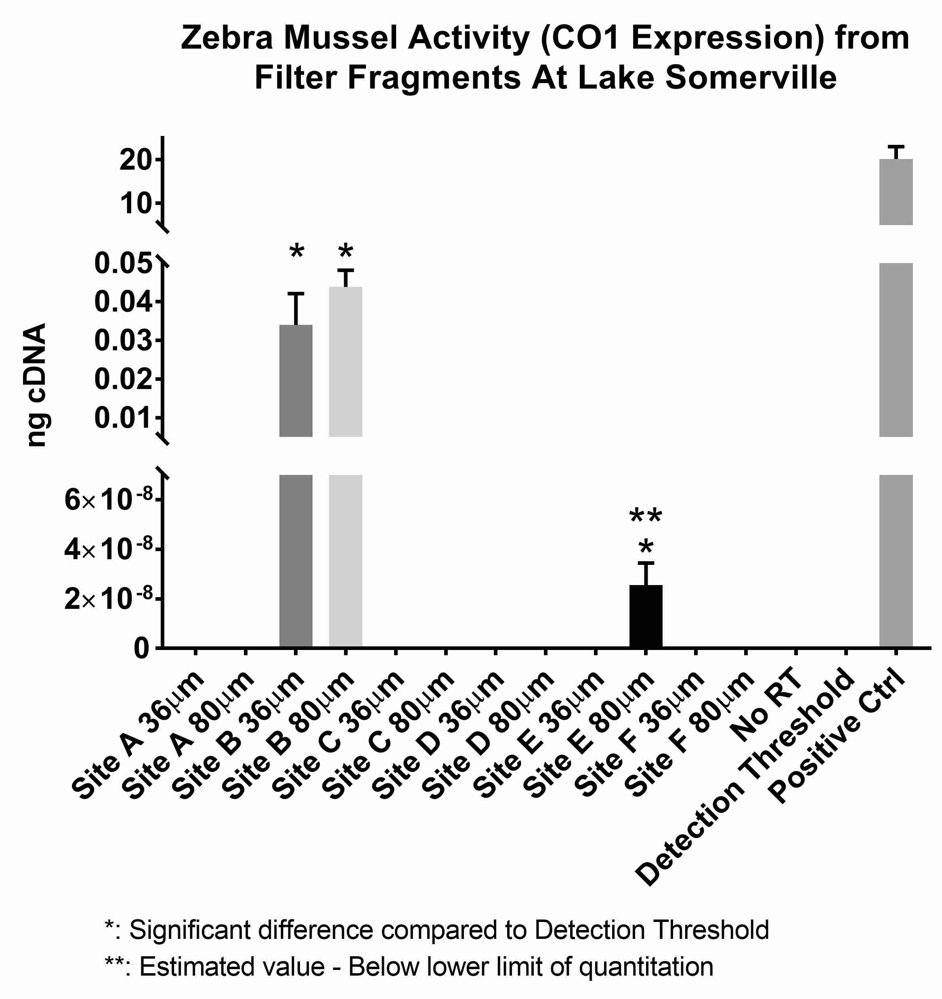 Zebra Mussel Activity (CO1 Expression) from
Filter Fragments At Lake Somerville
20
10
0.05
0.04
0.03
0.02
0.01
6×10⁻⁸
4×10⁻⁸
2×10⁻⁸
0
ng cDNA
*
*
**
*
Site A 36μm
Site A 80μm
Site B 36μm
Site B 80μm
Site C 36μm
Site C 80μm
Site D 36μm
Site D 80μm
Site E 36μm
Site E 80μm
Site F 36μm
Site F 80μm
No RT
Detection Threshold
Positive Ctrl
*: Significant difference compared to Detection Threshold
**: Estimated value - Below lower limit of quantitation